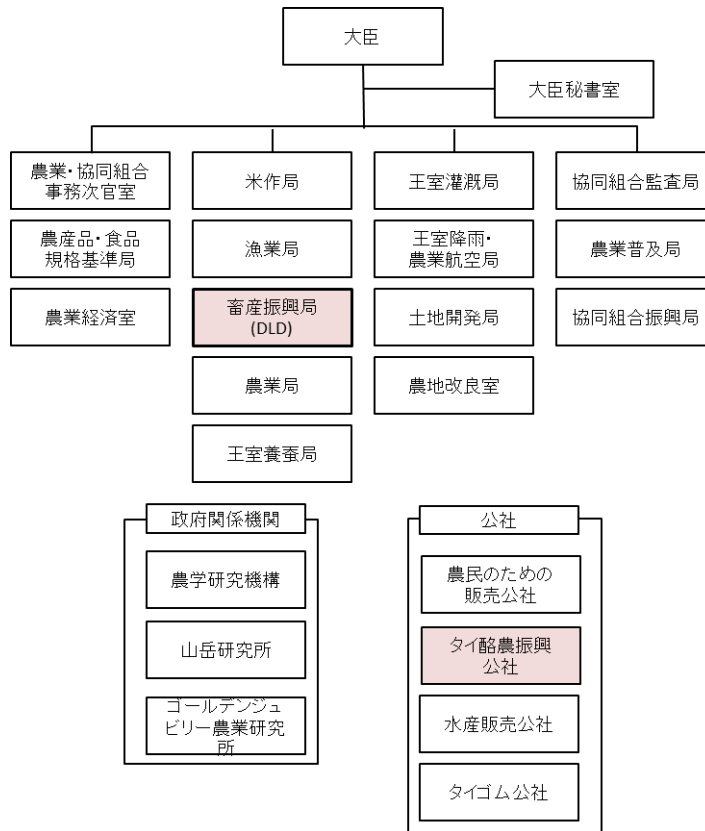 大臣
大臣秘書室
農業・協同組合
事務次官室
米作局
王室灌漑局
協同組合監査局
農産品・食品
規格基準局
漁業局
王室降雨・
農業航空局
農業普及局
農業経済室
畜産振興局
(DLD)
土地開発局
協同組合振興局
農業局
農地改良室
王室養蚕局
政府関係機関
農学研究機構
山岳研究所
ゴールデンジュ
ビリー農業研究
所
公社
農民のための
販売公社
タイ酪農振興
公社
水産販売公社
タイゴム公社